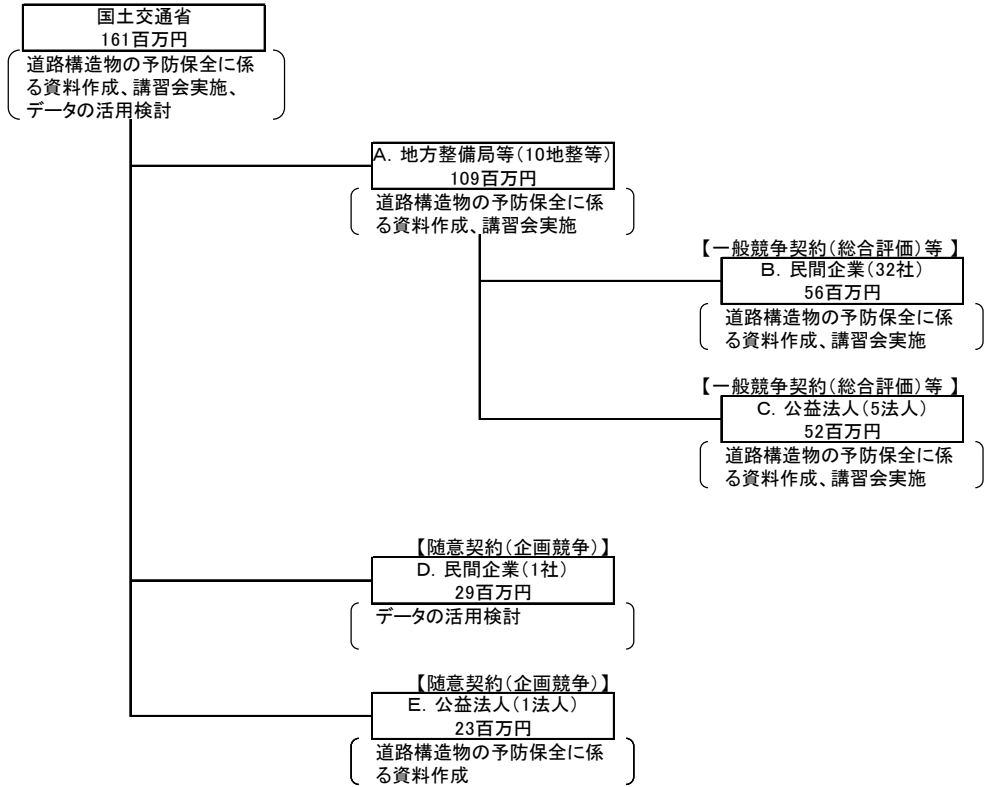 国土交通省
161百万円
道路構造物の予防保全に係
る資料作成、講習会実施、
データの活用検討
A. 地方整備局等(10地整等)
109百万円
道路構造物の予防保全に係
る資料作成、講習会実施
【一般競争契約(総合評価)等 】
B. 民間企業(32社)
56百万円
道路構造物の予防保全に係
る資料作成、講習会実施
【一般競争契約(総合評価)等 】
C. 公益法人(5法人)
52百万円
道路構造物の予防保全に係
る資料作成、講習会実施
【随意契約(企画競争)】
D. 民間企業(1社)
29百万円
データの活用検討
【随意契約(企画競争)】
E. 公益法人(1法人)
23百万円
道路構造物の予防保全に係
る資料作成